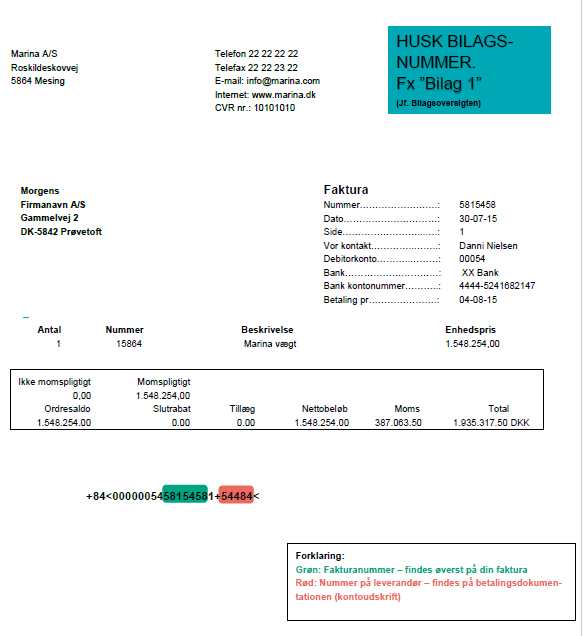 Marina A/S
Roskildeskovvej
5864 Mesing
Telefon 22 22 22 22
Telefax 22 22 23 22
E-mail: info@marina.com
Internet: www.marina.dk
CVR nr.: 10101010
HUSK BILAGS-
NUMMER.
Fx ”Bilag 1”
(Jf. Bilagsoversigten)
Morgens
Firmanavn A/S
Gammelvej 2
DK-5842 Prøvetoft
Faktura
Nummer……………………..: 5815458
Dato…………………………: 30-07-15
Side………………………….: 1
Vor kontakt………………….: Danni Nielsen
Debitorkonto………………..: 00054
Bank…………………………: XX Bank
Bank kontonummer………..: 4444-5241682147
Betaling pr………………….: 04-08-15
Antal Nummer Beskrivelse Enhedspris
1 15864 Marina vægt 1.548.254,00
Ikke momspligtigt Momspligtigt
0,00 1.548.254,00
Ordresaldo Slutrabat Tillæg Nettobeløb Moms Total
1.548.254.00 0.00 0.00 1.548.254.00 387.063.50 1.935.317.50 DKK
+84<000000545815458​1+54484<
Forklaring:
Grøn: Fakturanummer – findes øverst på din faktura
Rød: Nummer på leverandør – findes på betalingsdokumen-
tationen (kontoudskrift)